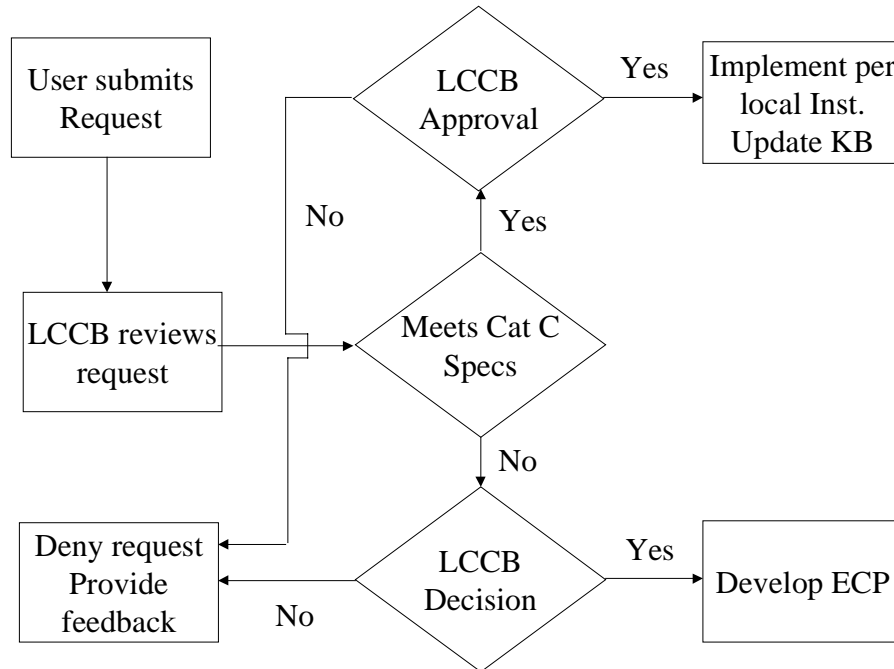 User submits
Request
LCCB
Approval
Yes
Implement per
local Inst.
Update KB
No
Yes
LCCB reviews
request
Meets Cat C
Specs
No
Deny request
Provide
feedback
No
LCCB
Decision
Yes
Develop ECP